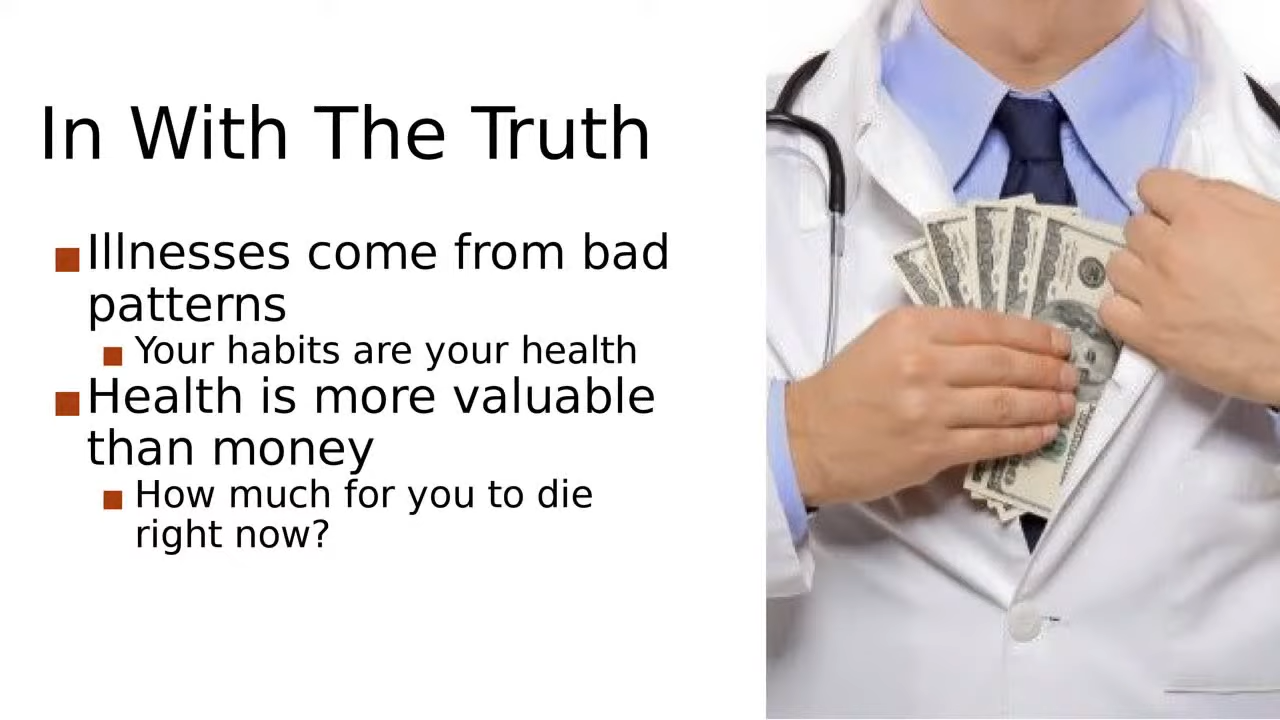 In With The Truth
Illnesses come from bad
patterns
Your habits are your health
Health is more valuable
than money
How much for you to die
right now?